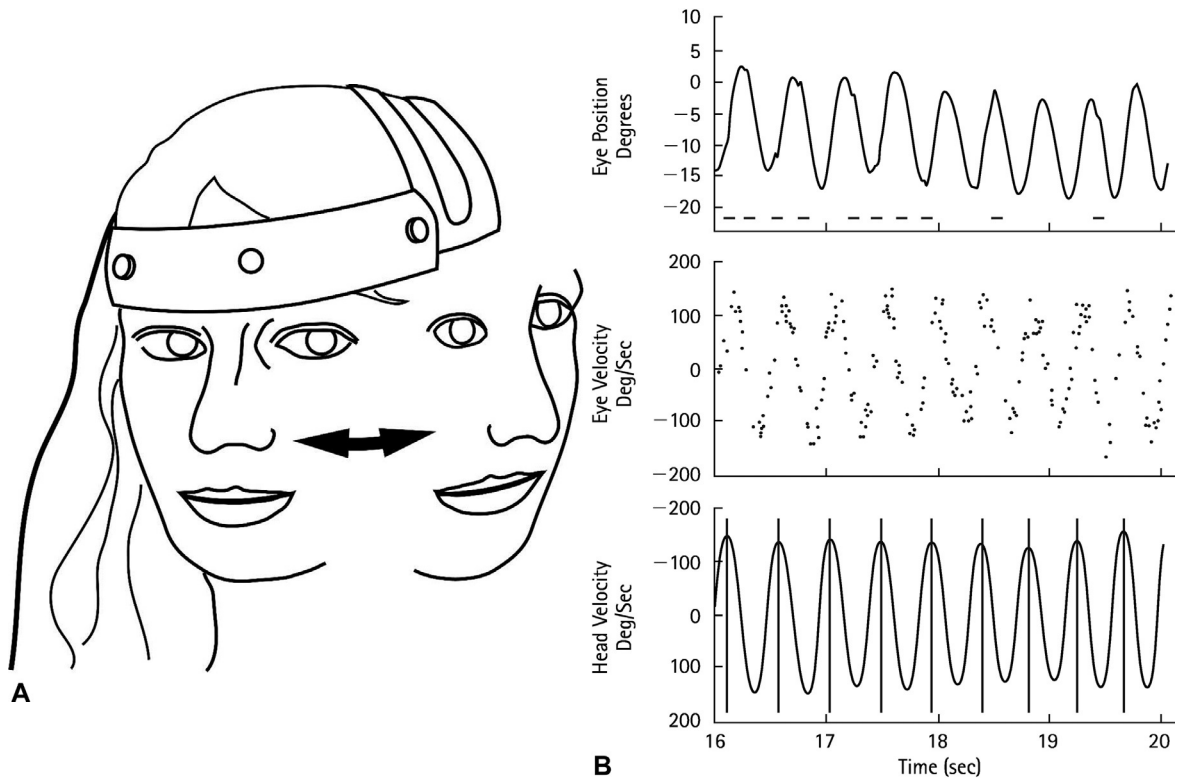 A
B
Eye Position
Degrees
10
5
0
−5
−10
−15
−20
Eye Velocity
Deg/Sec
200
100
0
−100
−200
Head Velocity
Deg/Sec
−200
−100
0
100
200
16 17 18 19 20
Time (sec)